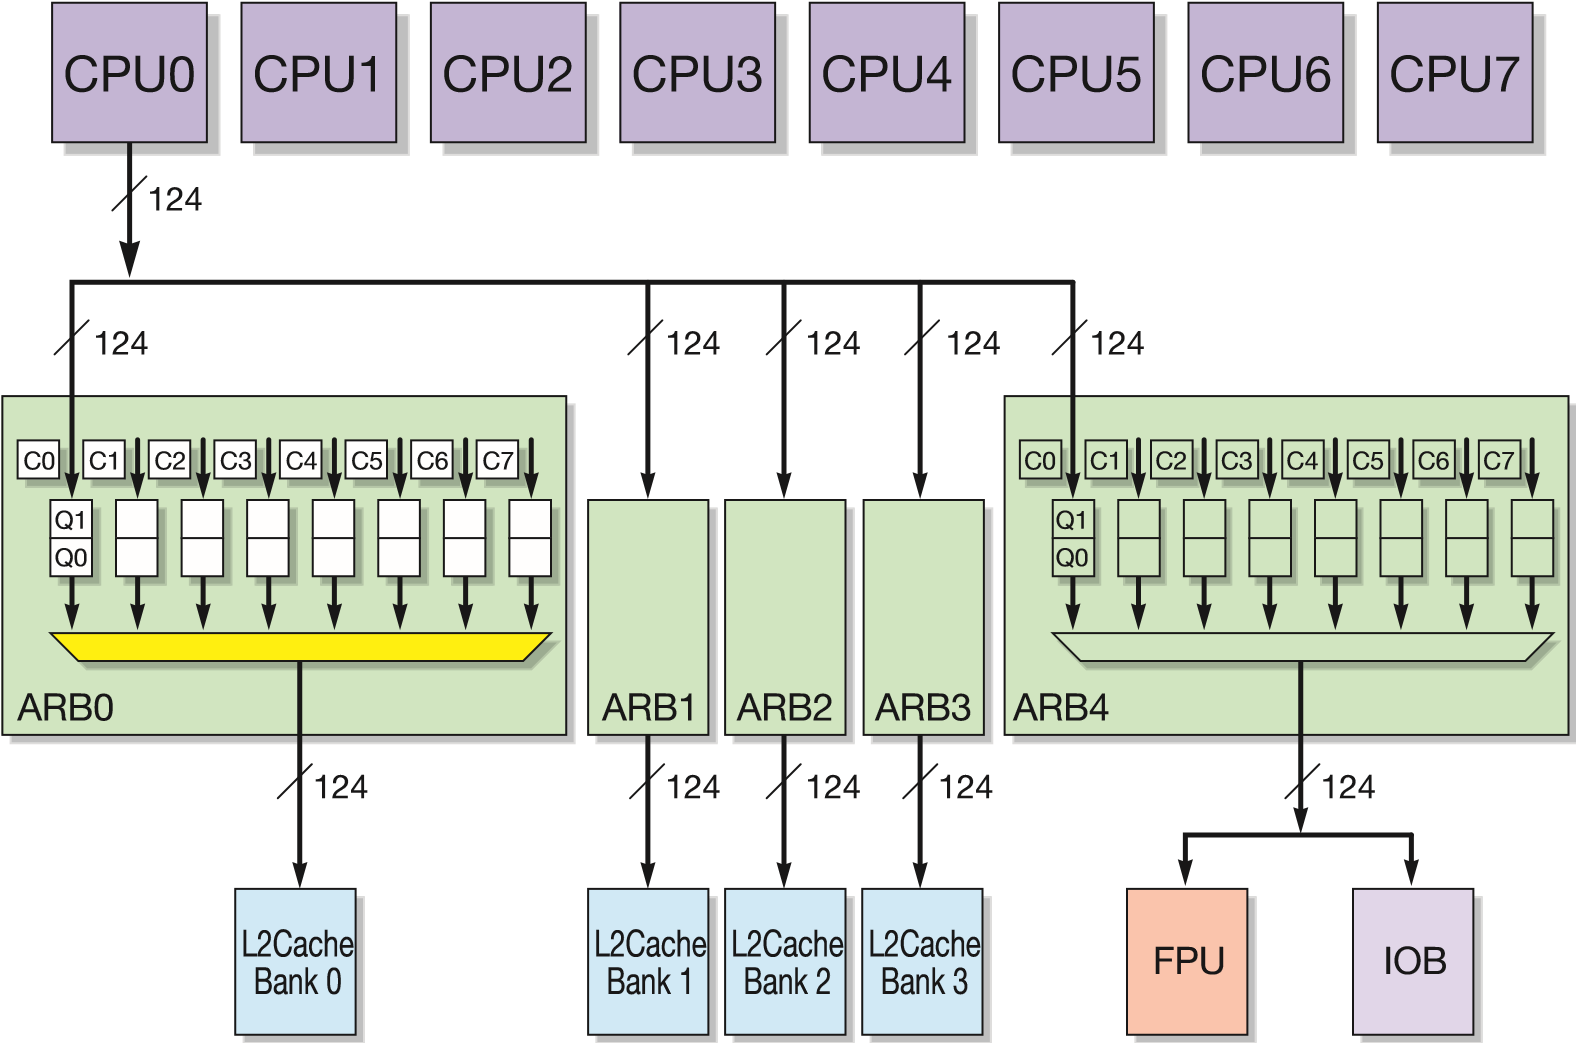 CPU0 CPU1 CPU2 CPU3 CPU4 CPU5 CPU6 CPU7
124
124 124 124 124 124
C0 C1 C2 C3 C4 C5 C6 C7 C0 C1 C2 C3 C4 C5 C6 C7
Q1 Q1
Q0 Q0
ARB0 ARB1 ARB2 ARB3 ARB4
124 124 124 124 124
L2Cache L2Cache L2Cache L2Cache
Bank 0 Bank 1 Bank 2 Bank 3
FPU IOB